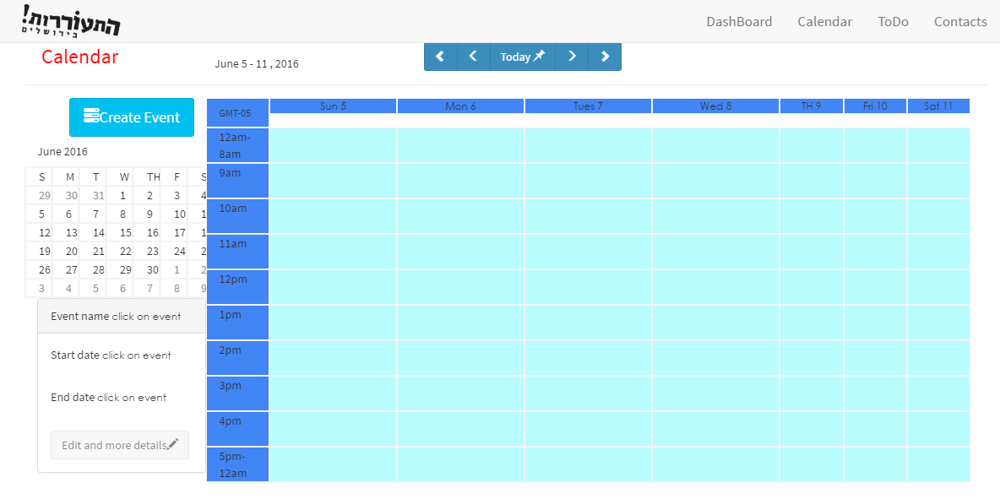 התעוררות!
בירושלים
DashBoard Calendar ToDo Contacts
Calendar
June 5 - 11 , 2016
Today
Create Event
June 2016
S M T W TH F S
29 30 31 1 2 3 4
5 6 7 8 9 10 1
12 13 14 15 16 17 1
19 20 21 22 23 24 2
26 27 28 29 30 1 2
3 4 5 6 7 8 9
Event name click on event
Start date click on event
End date click on event
Edit and more details
GMT-05 Sun 5 Mon 6 Tues 7 Wed 8 TH 9 Fri 10 Sat 11
12am-
8am
9am
10am
11am
12pm
1pm
2pm
3pm
4pm
5pm-
12am